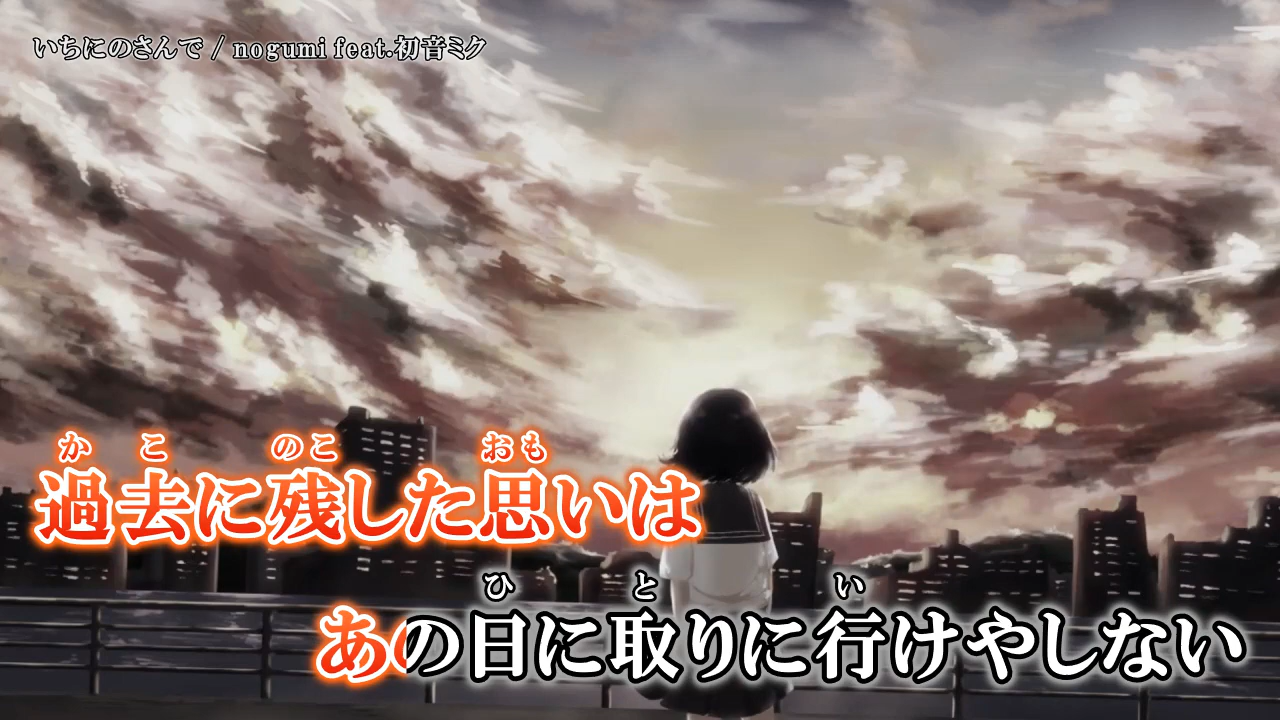 いちにのさんで / nogumi feat.初音ミク
か こ のこ おも
過去に残した思いは
ひ と い
あの日に取りに行けやしない